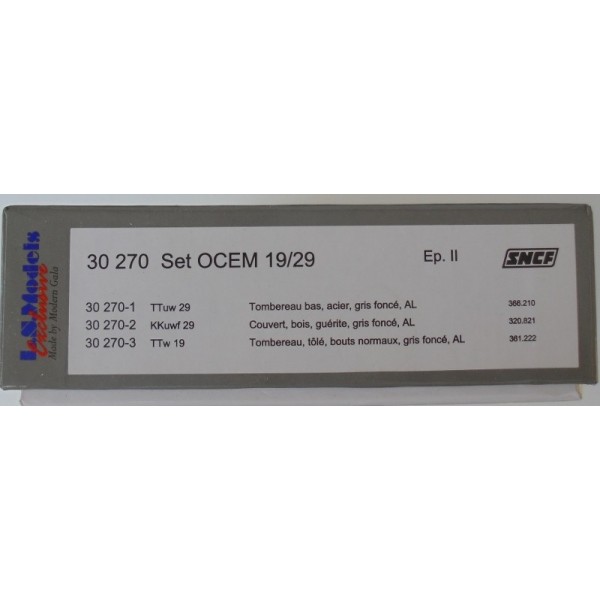 LS Models
Exclusive
Made by Modern Gala
30 270 Set OCEM 19/29 Ep. II SNCF
30 270-1 TTuw 29 Tombereau bas, acier, gris foncé, AL 366.210
30 270-2 KKuwf 29 Couvert, bois, guérite, gris foncé, AL 320.821
30 270-3 TTw 19 Tombereau, tôlé, bouts normaux, gris foncé, AL 361.222